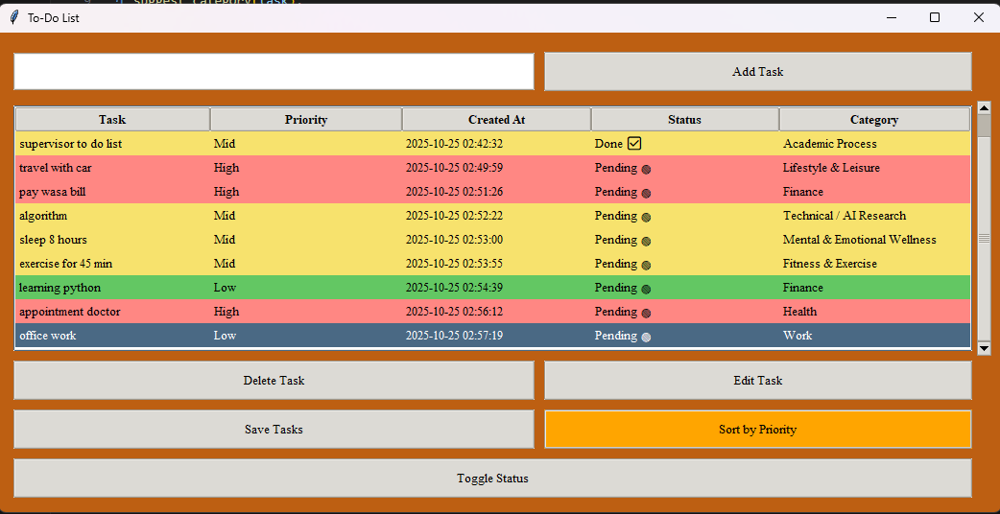 To-Do List
Add Task
Task Priority Created At Status Category
supervisor to do list Mid 2025-10-25 02:42:32 Done ☑ Academic Process
travel with car High 2025-10-25 02:49:59 Pending Lifestyle & Leisure
pay wasa bill High 2025-10-25 02:51:26 Pending Finance
algorithm Mid 2025-10-25 02:52:22 Pending Technical / AI Research
sleep 8 hours Mid 2025-10-25 02:53:00 Pending Mental & Emotional Wellness
exercise for 45 min Mid 2025-10-25 02:53:55 Pending Fitness & Exercise
learning python Low 2025-10-25 02:54:39 Pending Finance
appointment doctor High 2025-10-25 02:56:12 Pending Health
office work Low 2025-10-25 02:57:19 Pending Work
Delete Task Edit Task
Save Tasks Sort by Priority
Toggle Status